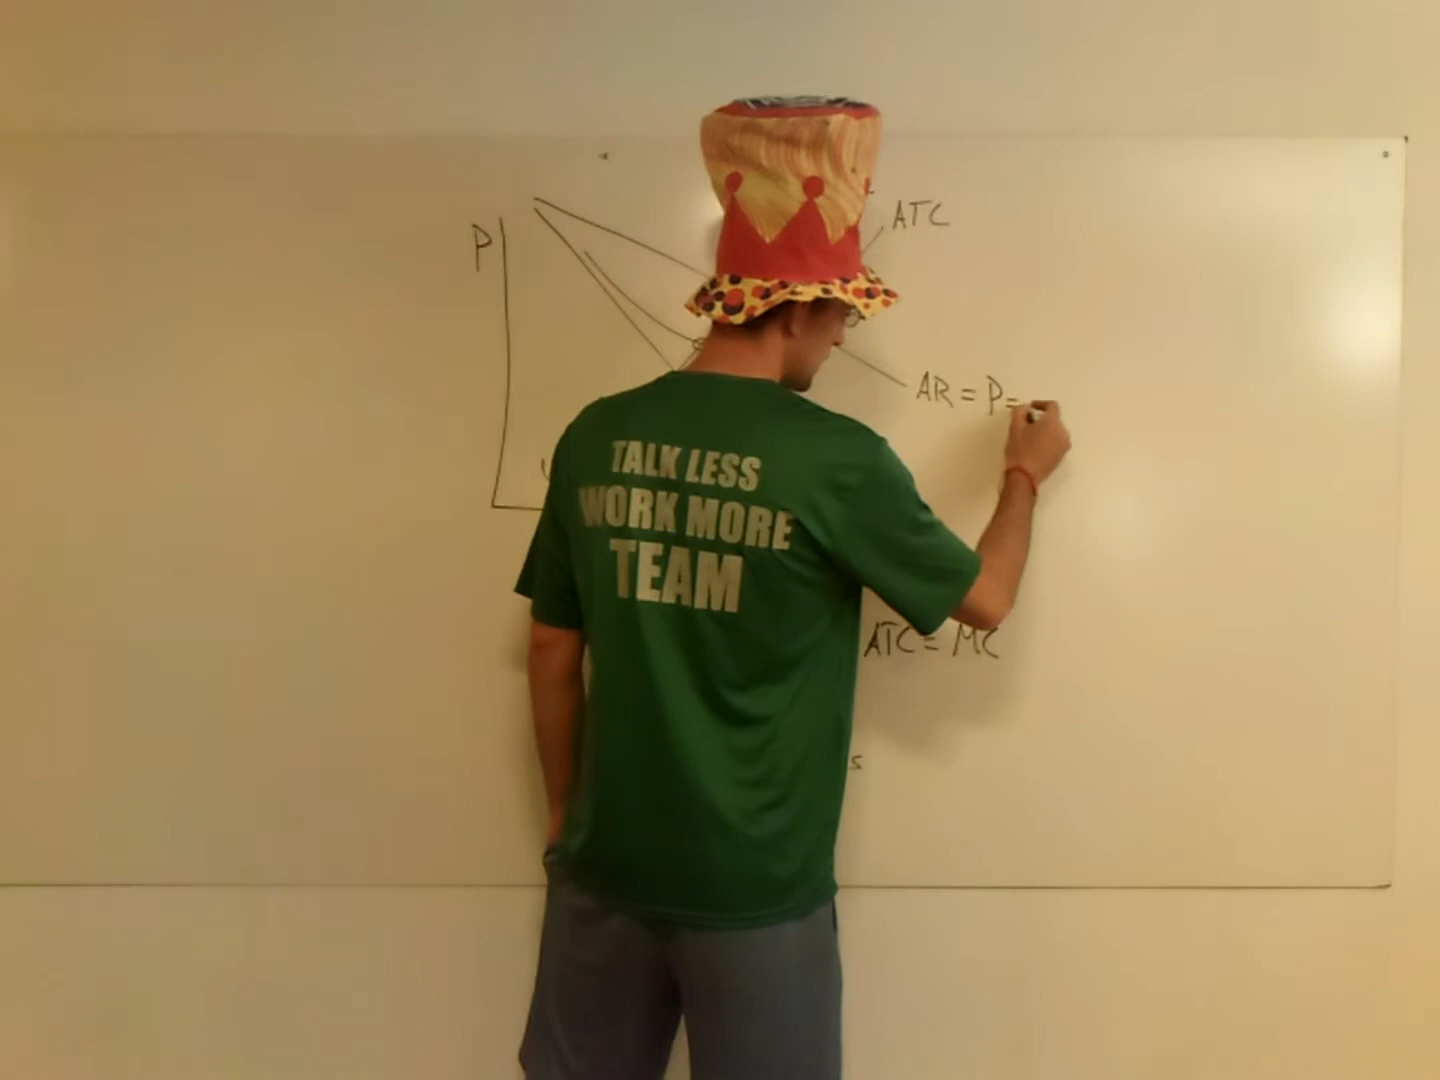 P
ATC
AR = P =
TALK LESS
WORK MORE
TEAM
ATC = MC
s